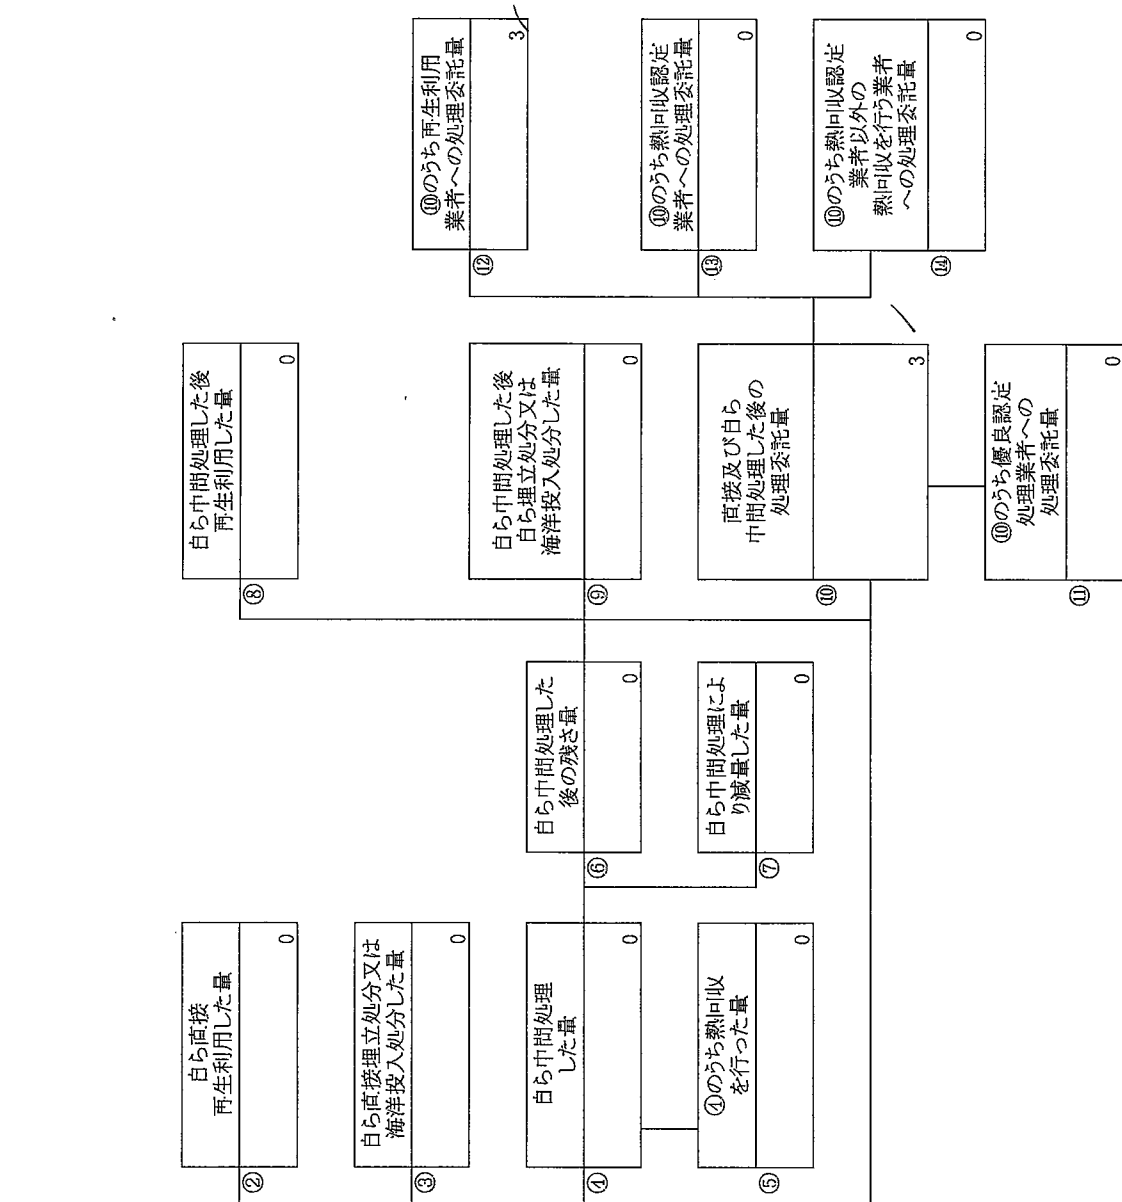 ②
自ら直接
再生利用した量
0
③
自ら直接埋立処分又は
海洋投入処分した量
0
④
自ら中間処理
した量
0
⑤
④のうち熱回収
を行った量
0
⑥
自ら中間処理した
後の残さ量
0
⑦
自ら中間処理によ
り減量した量
0
⑧
自ら中間処理した後
再生利用した量
0
⑨
自ら中間処理した後
自ら埋立処分又は
海洋投入処分した量
0
⑩
直接及び自ら
中間処理した後の
処理委託量
3
⑪
⑩のうち優良認定
処理業者への
処理委託量
0
⑫
⑩のうち再生利用
業者への処理委託量
3
⑬
⑩のうち熱回収認定
業者への処理委託量
0
⑭
⑩のうち熱回収認定
業者以外の
熱回収を行う業者
への処理委託量
0